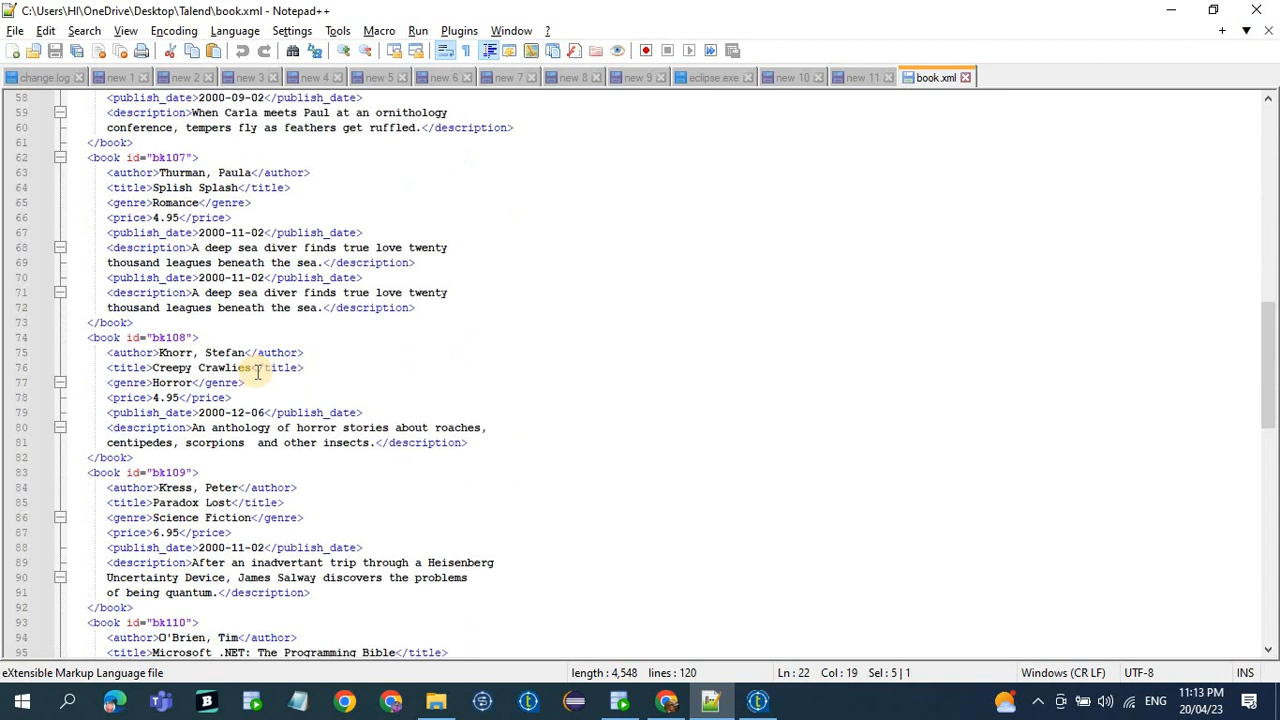 C:\Users\HI\OneDrive\Desktop\Talend\book.xml - Notepad++
File Edit Search View Encoding Language Settings Tools Macro Run Plugins Window ?
change.log new 1 new 2 new 3 new 4 new 5 new 6 new 7 new 8 new 9 eclipse.exe new 10 new 11 book.xml
58 <publish_date>2000-09-02</publish_date>
59 <description>When Carla meets Paul at an ornithology
60 conference, tempers fly as feathers get ruffled.</description>
61 </book>
62 <book id="bk107">
63 <author>Thurman, Paula</author>
64 <title>Splish Splash</title>
65 <genre>Romance</genre>
66 <price>4.95</price>
67 <publish_date>2000-11-02</publish_date>
68 <description>A deep sea diver finds true love twenty
69 thousand leagues beneath the sea.</description>
70 <publish_date>2000-11-02</publish_date>
71 <description>A deep sea diver finds true love twenty
72 thousand leagues beneath the sea.</description>
73 </book>
74 <book id="bk108">
75 <author>Knorr, Stefan</author>
76 <title>Creepy Crawlies</title>
77 <genre>Horror</genre>
78 <price>4.95</price>
79 <publish_date>2000-12-06</publish_date>
80 <description>An anthology of horror stories about roaches,
81 centipedes, scorpions  and other insects.</description>
82 </book>
83 <book id="bk109">
84 <author>Kress, Peter</author>
85 <title>Paradox Lost</title>
86 <genre>Science Fiction</genre>
87 <price>6.95</price>
88 <publish_date>2000-11-02</publish_date>
89 <description>After an inadvertant trip through a Heisenberg
90 Uncertainty Device, James Salway discovers the problems
91 of being quantum.</description>
92 </book>
93 <book id="bk110">
94 <author>O'Brien, Tim</author>
95 <title>Microsoft .NET: The Programming Bible</title>
eXtensible Markup Language file length : 4,548 lines : 120 Ln : 22 Col : 19 Sel : 5 | 1 Windows (CR LF) UTF-8 INS
ENG 11:13 PM
20/04/23